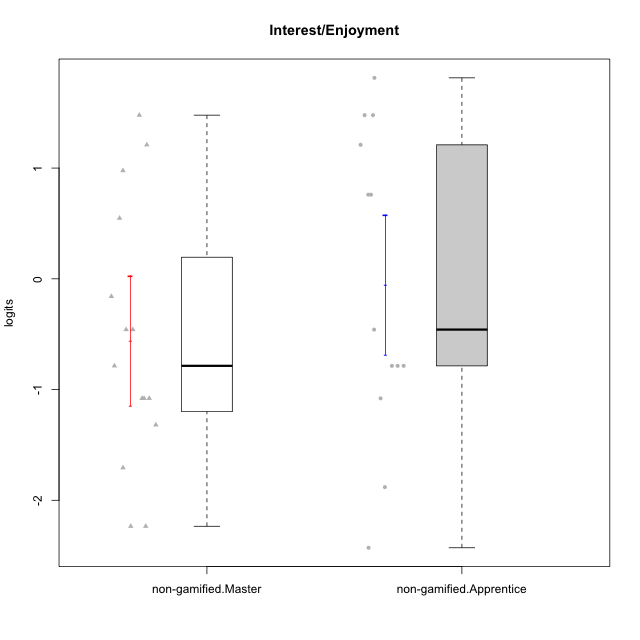 Interest/Enjoyment
logits
1
0
-1
-2
non-gamified.Master
non-gamified.Apprentice